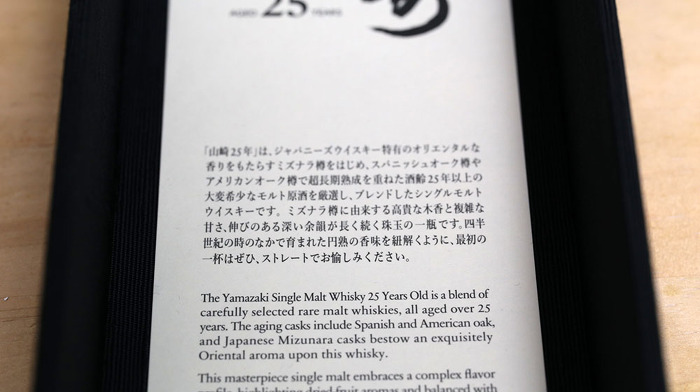 AGED 25 YEARS
「山崎25年」は、ジャパニーズウイスキー特有のオリエンタルな
香りをもたらすミズナラ樽をはじめ、スパニッシュオーク樽や
アメリカンオーク樽で超長期熟成を重ねた酒齢25年以上の
大変希少なモルト原酒を厳選し、ブレンドしたシングルモルト
ウイスキーです。ミズナラ樽に由来する高貴な木香と複雑な
甘さ、伸びのある深い余韻が長く続く珠玉の一瓶です。四半
世紀の時のなかで育まれた円熟の香味を紐解くように、最初の
一杯はぜひ、ストレートでお愉しみください。
The Yamazaki Single Malt Whisky 25 Years Old is a blend of
carefully selected rare malt whiskies, all aged over 25
years. The aging casks include Spanish and American oak,
and Japanese Mizunara casks bestow an exquisitely
Oriental aroma upon this whisky.
This masterpiece single malt embraces a complex flavor
profile, highlighting dried fruit aromas and balanced with